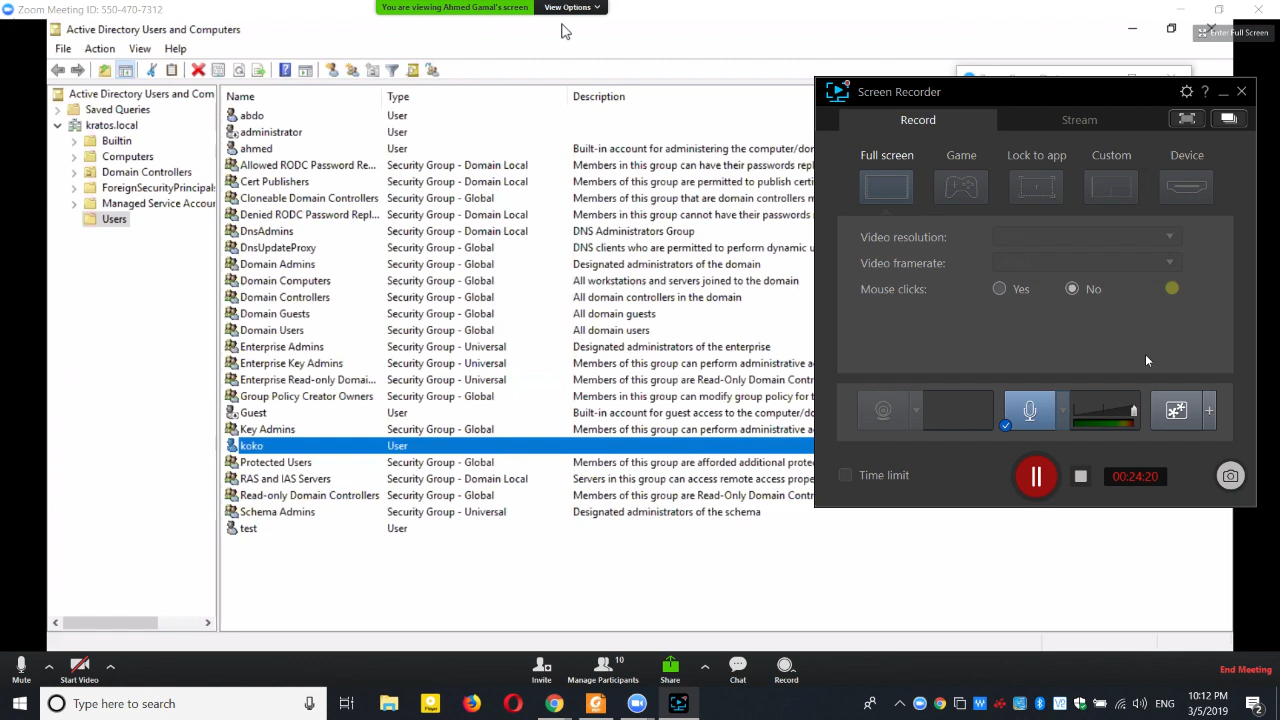 Zoom Meeting ID: 550-470-7312
You are viewing Ahmed Gamal's screen
View Options
Enter Full Screen
Active Directory Users and Computers
File Action View Help
Active Directory Users and Com
Saved Queries
kratos.local
Builtin
Computers
Domain Controllers
ForeignSecurityPrincipals
Managed Service Accou
Users
Name Type Description
abdo User
administrator User
ahmed User Built-in account for administering the computer/do
Allowed RODC Password Re... Security Group - Domain Local Members in this group can have their passwords repl
Cert Publishers Security Group - Domain Local Members of this group are permitted to publish certi
Cloneable Domain Controllers Security Group - Global Members of this group that are domain controllers m
Denied RODC Password Repl... Security Group - Domain Local Members in this group cannot have their passwords
DnsAdmins Security Group - Domain Local DNS Administrators Group
DnsUpdateProxy Security Group - Global DNS clients who are permitted to perform dynamic u
Domain Admins Security Group - Global Designated administrators of the domain
Domain Computers Security Group - Global All workstations and servers joined to the domain
Domain Controllers Security Group - Global All domain controllers in the domain
Domain Guests Security Group - Global All domain guests
Domain Users Security Group - Global All domain users
Enterprise Admins Security Group - Universal Designated administrators of the enterprise
Enterprise Key Admins Security Group - Universal Members of this group can perform administrative a
Enterprise Read-only Domai... Security Group - Universal Members of this group are Read-Only Domain Contr
Group Policy Creator Owners Security Group - Global Members in this group can modify group policy for t
Guest User Built-in account for guest access to the computer/d
Key Admins Security Group - Global Members of this group can perform administrative a
koko User
Protected Users Security Group - Global Members of this group are afforded additional prote
RAS and IAS Servers Security Group - Domain Local Servers in this group can access remote access prope
Read-only Domain Controllers Security Group - Global Members of this group are Read-Only Domain Contr
Schema Admins Security Group - Universal Designated administrators of the schema
test User
Screen Recorder
Record Stream
Full screen Game Lock to app Custom Device
Video resolution:
Video framerate:
Mouse clicks: Yes No
Time limit
00:24:20
Mute
Start Video
Invite
10
Manage Participants
Share
Chat
Record
End Meeting
Type here to search
ENG
10:12 PM
3/5/2019
2